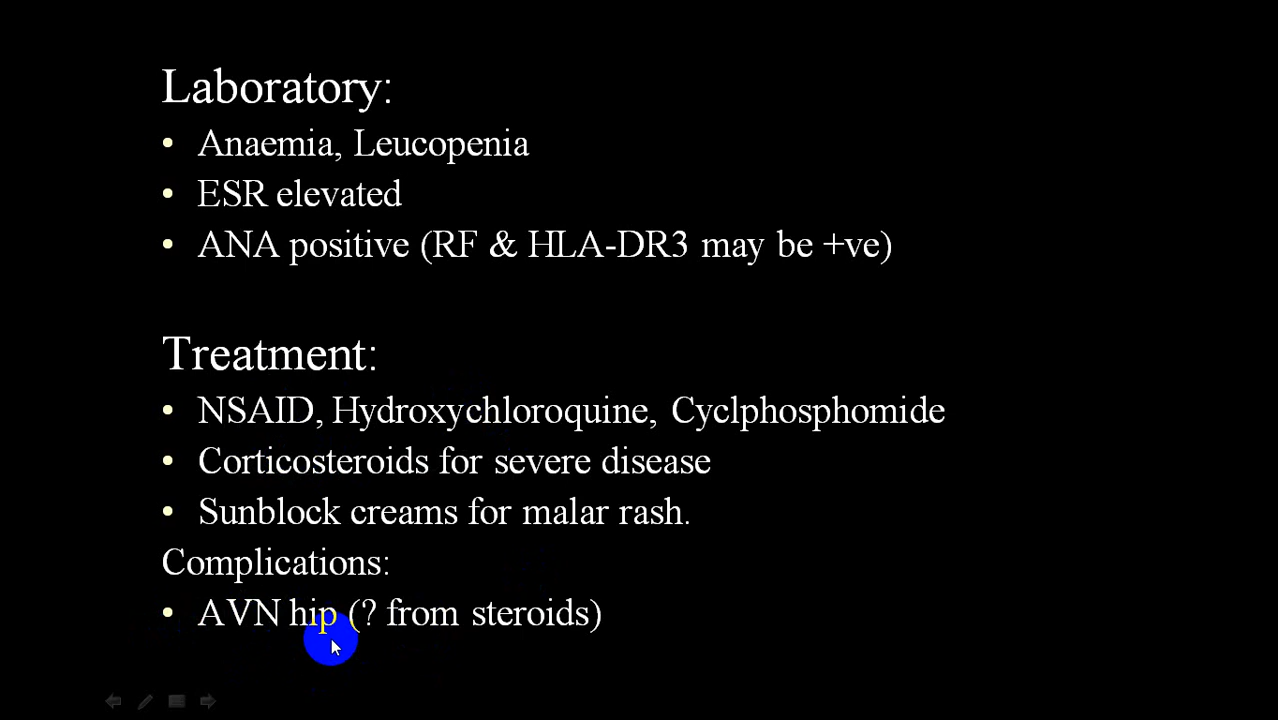 Laboratory:
• Anaemia, Leucopenia
• ESR elevated
• ANA positive (RF & HLA-DR3 may be +ve)
Treatment:
• NSAID, Hydroxychloroquine, Cyclphosphomide
• Corticosteroids for severe disease
• Sunblock creams for malar rash.
Complications:
• AVN hip (? from steroids)